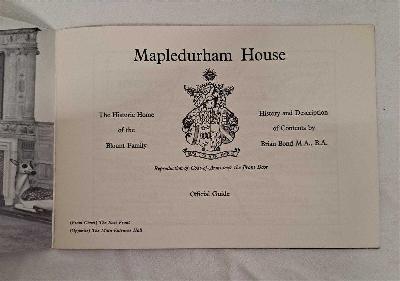 Mapledurham House
The Historic Home
of the
Blount Family
History and Description
of Contents by
Brian Bond M.A., B.A.
Reproduction of Coat-of-Arms over the Front Door
Official Guide
(Front Cover) The East Front
(Opposite) The Main Entrance Hall